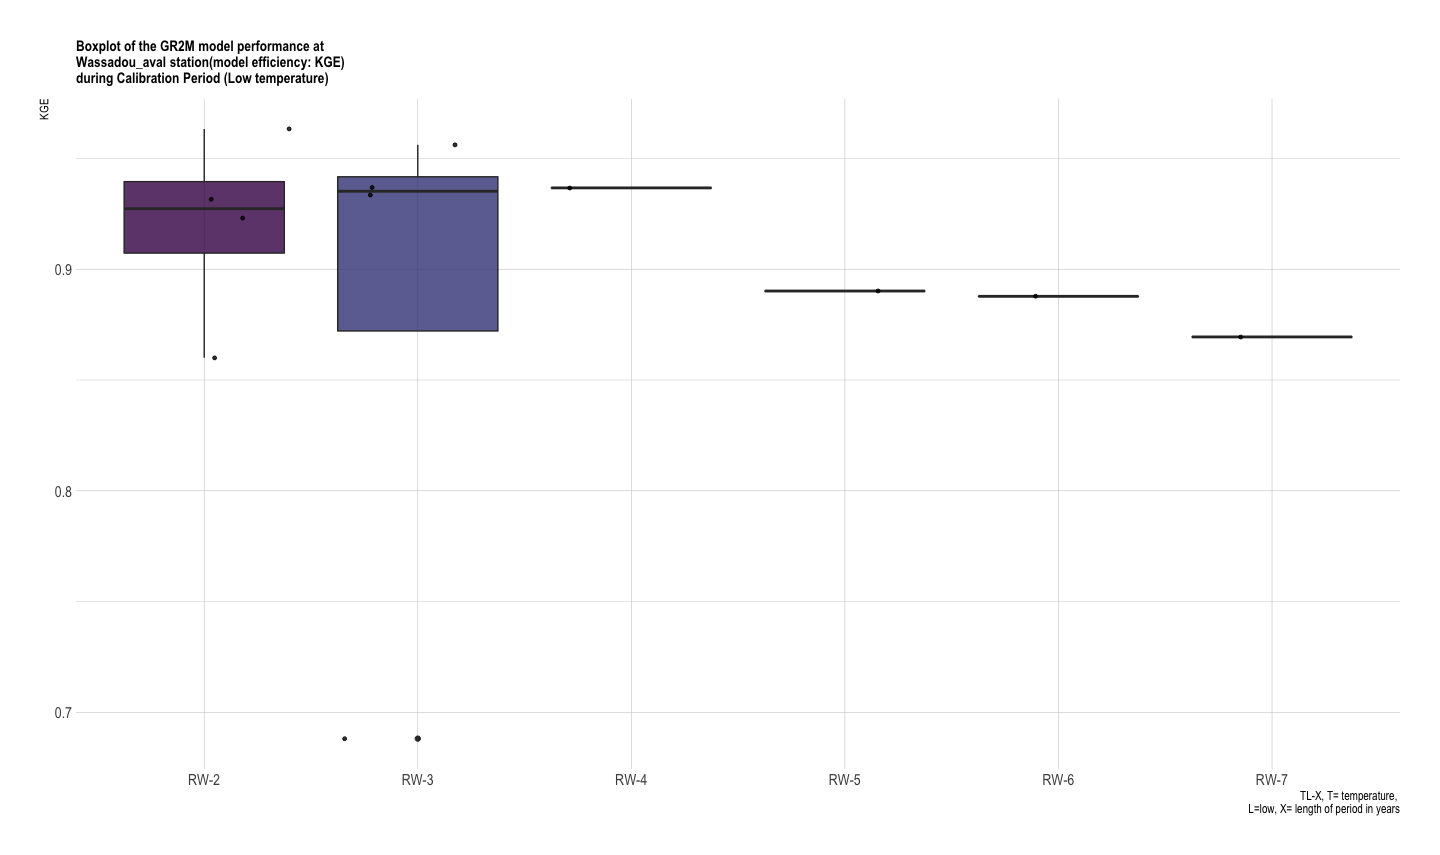 Boxplot of the GR2M model performance at
Wassadou_aval station(model efficiency: KGE)
during Calibration Period (Low temperature)
KGE
0.9
0.8
0.7
RW-2 RW-3 RW-4 RW-5 RW-6 RW-7
TL-X, T= temperature,
L=low, X= length of period in years